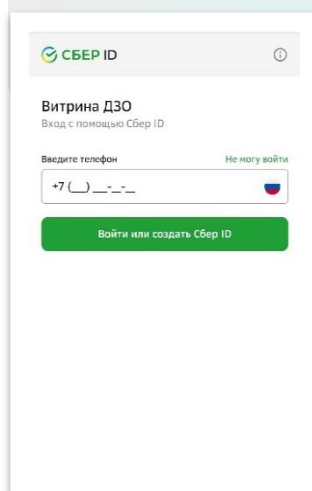 СБЕР ID
Витрина ДЗО
Вход с помощью Сбер ID
Введите телефон Не могу войти
+7 (__) __-_-_
Войти или создать Сбер ID